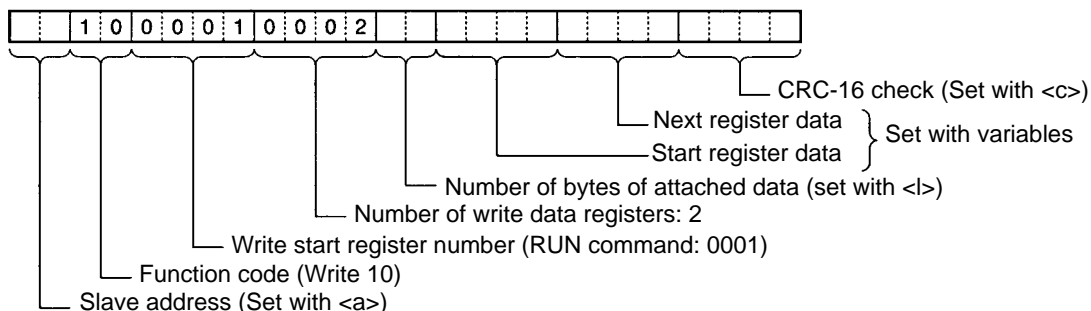 1 0 0 0 0 1 0 0 0 2
CRC-16 check (Set with <c>)
Next register data
Set with variables
Start register data
Number of bytes of attached data (set with <l>)
Number of write data registers: 2
Write start register number (RUN command: 0001)
Function code (Write 10)
Slave address (Set with <a>)